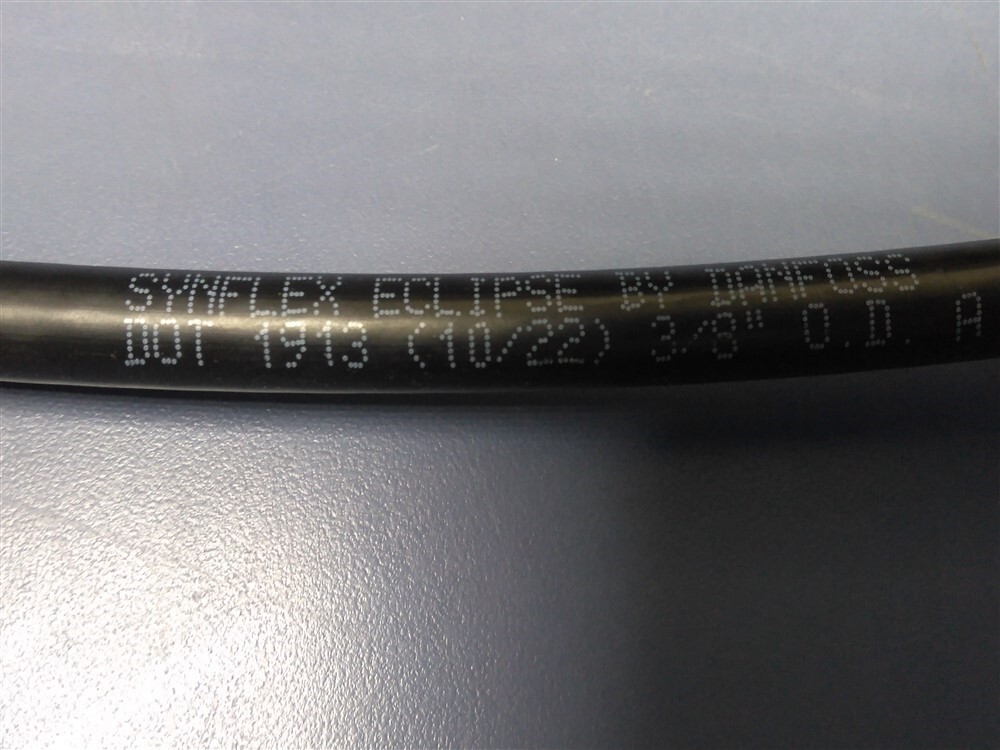 SYNFLEX ECLIPSE BY DANFOSS
DOT 1913 (10/22) 3/8" O.D. A